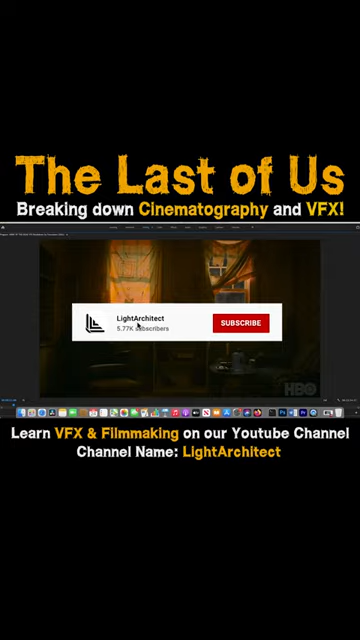 The Last of Us
Breaking down Cinematography and VFX!
LightArchitect
5.77K subscribers
SUBSCRIBE
HBO
Learn VFX & Filmmaking on our Youtube Channel
Channel Name: LightArchitect